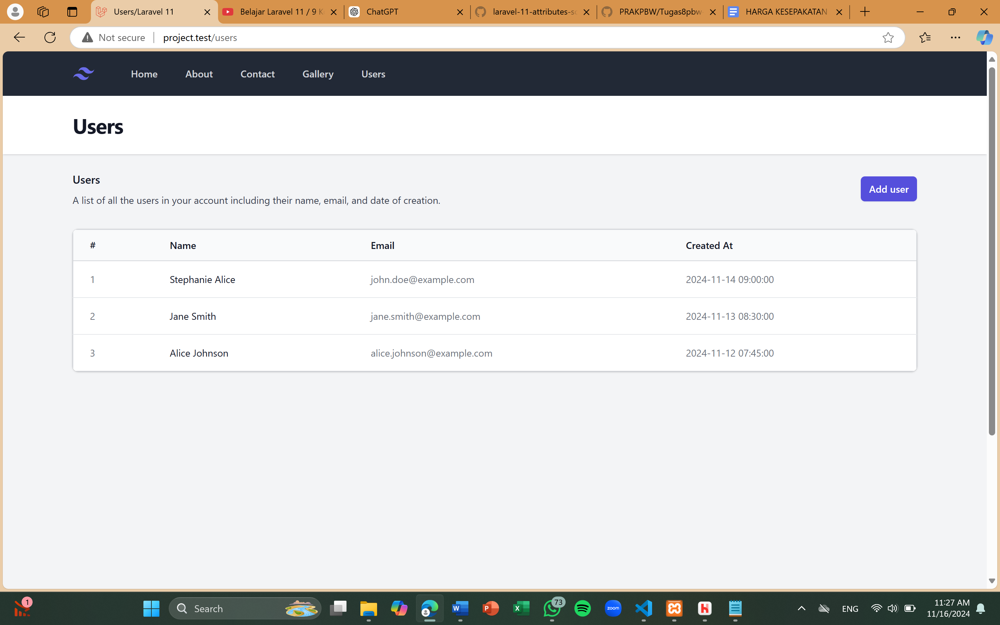 Users/Laravel 11
Belajar Laravel 11 / 9
ChatGPT
laravel-11-attributes-sc
PRAKPBW/Tugas8pbw-
HARGA KESEPAKATAN
Not secure
project.test/users
Home About Contact Gallery Users
Users
Users
Add user
A list of all the users in your account including their name, email, and date of creation.
# Name Email Created At
1 Stephanie Alice john.doe@example.com 2024-11-14 09:00:00
2 Jane Smith jane.smith@example.com 2024-11-13 08:30:00
3 Alice Johnson alice.johnson@example.com 2024-11-12 07:45:00
1
Search
W
P
X
73
zoom
h
ENG
11:27 AM
11/16/2024